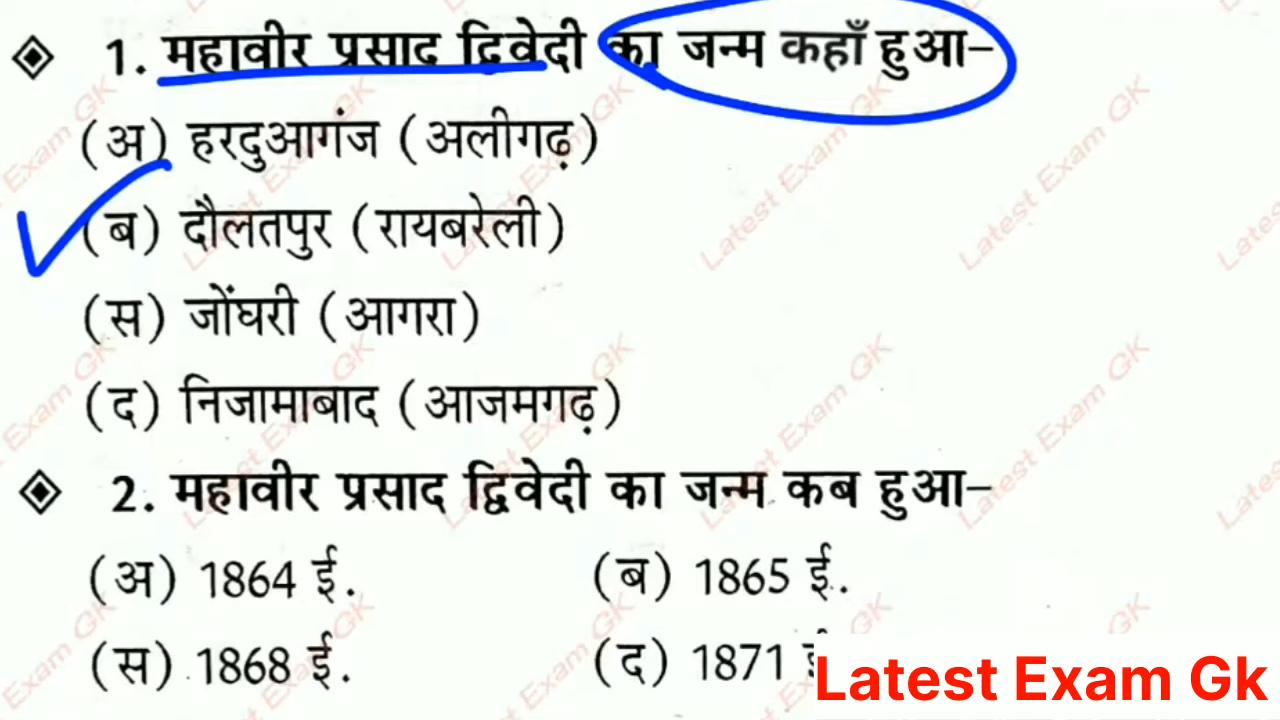 1. महावीर प्रसाद द्विवेदी का जन्म कहाँ हुआ–
(अ) हरदुआगंज (अलीगढ़)
(ब) दौलतपुर (रायबरेली)
(स) जोंघरी (आगरा)
(द) निजामाबाद (आजमगढ़)
2. महावीर प्रसाद द्विवेदी का जन्म कब हुआ–
(अ) 1864 ई. (ब) 1865 ई.
(स) 1868 ई. (द) 1871
Latest Exam Gk